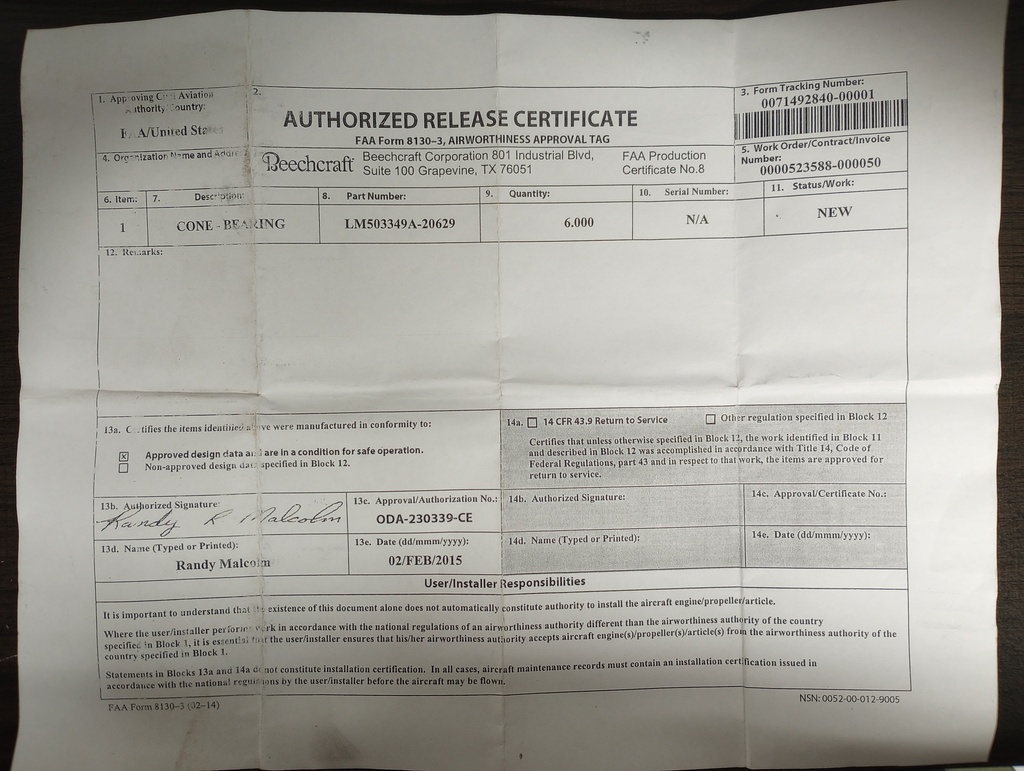 1. Approving Civil Aviation
Authority Country:
FAA/United States
2.
AUTHORIZED RELEASE CERTIFICATE
FAA Form 8130–3, AIRWORTHINESS APPROVAL TAG
3. Form Tracking Number:
0071492840-00001
4. Organization Name and Address:
Beechcraft
Beechcraft Corporation 801 Industrial Blvd,
Suite 100 Grapevine, TX 76051
FAA Production
Certificate No.8
5. Work Order/Contract/Invoice
Number:
0000523588-000050
6. Item: 7. Description: 8. Part Number: 9. Quantity: 10. Serial Number: 11. Status/Work:
1 CONE - BEARING LM503349A-20629 6.000 N/A NEW
12. Remarks:
13a. Certifies the items identified above were manufactured in conformity to:
Approved design data and are in a condition for safe operation.
Non-approved design data specified in Block 12.
14a. 14 CFR 43.9 Return to Service Other regulation specified in Block 12
Certifies that unless otherwise specified in Block 12, the work identified in Block 11
and described in Block 12 was accomplished in accordance with Title 14, Code of
Federal Regulations, part 43 and in respect to that work, the items are approved for
return to service.
13b. Authorized Signature:
Randy R Malcolm
13c. Approval/Authorization No.:
ODA-230339-CE
14b. Authorized Signature:
14c. Approval/Certificate No.:
13d. Name (Typed or Printed):
Randy Malcolm
13e. Date (dd/mmm/yyyy):
02/FEB/2015
14d. Name (Typed or Printed):
14e. Date (dd/mmm/yyyy):
User/Installer Responsibilities
It is important to understand that the existence of this document alone does not automatically constitute authority to install the aircraft engine/propeller/article.
Where the user/installer performs work in accordance with the national regulations of an airworthiness authority different than the airworthiness authority of the country
specified in Block 1, it is essential that the user/installer ensures that his/her airworthiness authority accepts aircraft engine(s)/propeller(s)/article(s) from the airworthiness authority of the
country specified in Block 1.
Statements in Blocks 13a and 14a do not constitute installation certification. In all cases, aircraft maintenance records must contain an installation certification issued in
accordance with the national regulations by the user/installer before the aircraft may be flown.
FAA Form 8130–3 (02–14)
NSN: 0052-00-012-9005